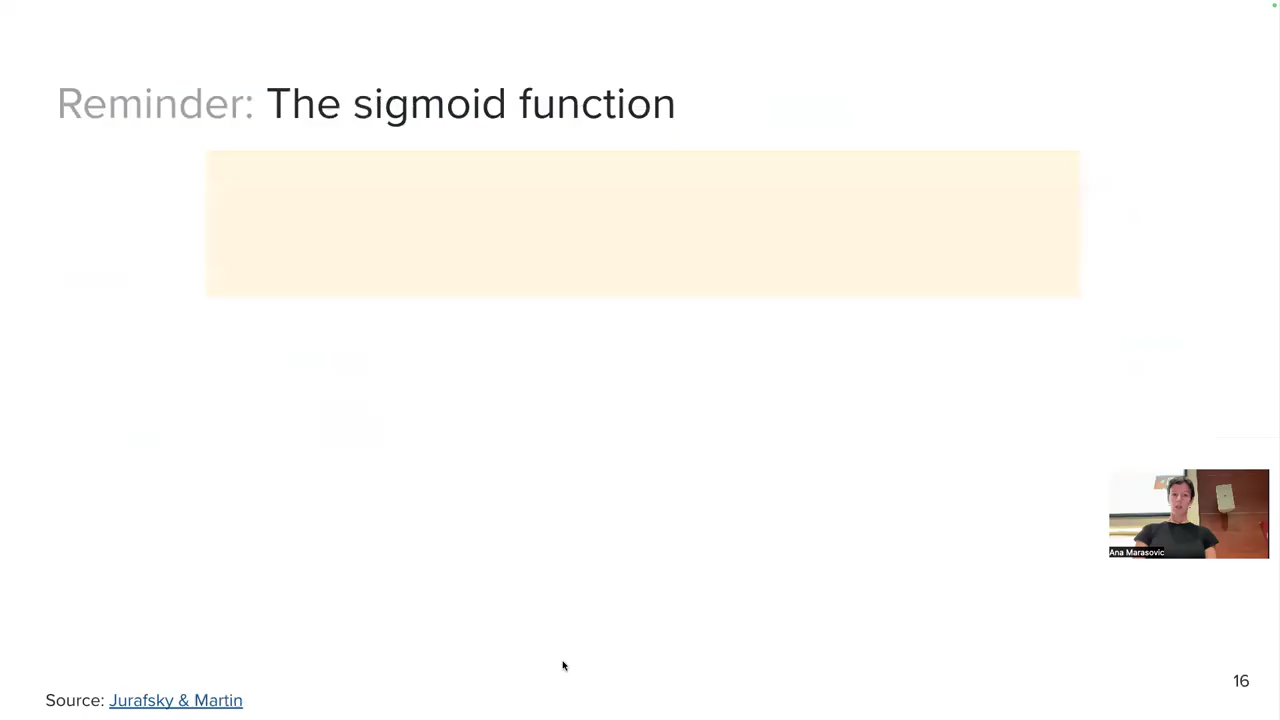 Reminder: The sigmoid function
Ana Marasovic
16
Source: Jurafsky & Martin